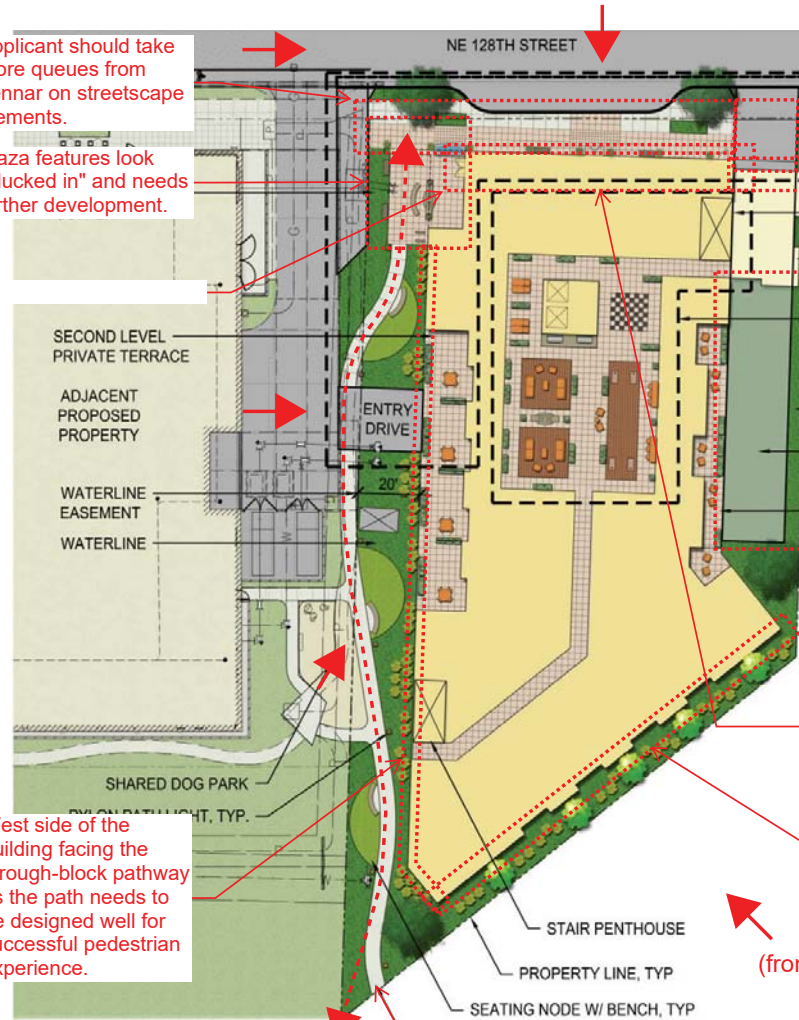 NE 128TH STREET
pplicant should take
ore queues from
ennar on streetscape
ements.
aza features look
lucked in" and needs
rther development.
SECOND LEVEL
PRIVATE TERRACE
ADJACENT
PROPOSED
PROPERTY
ENTRY
DRIVE
20'
WATERLINE
EASEMENT
WATERLINE
SHARED DOG PARK
PYLON PATH LIGHT, TYP.
est side of the
uilding facing the
rough-block pathway
s the path needs to
e designed well for
uccessful pedestrian
xperience.
STAIR PENTHOUSE
PROPERTY LINE, TYP
(fron
SEATING NODE W/ BENCH, TYP